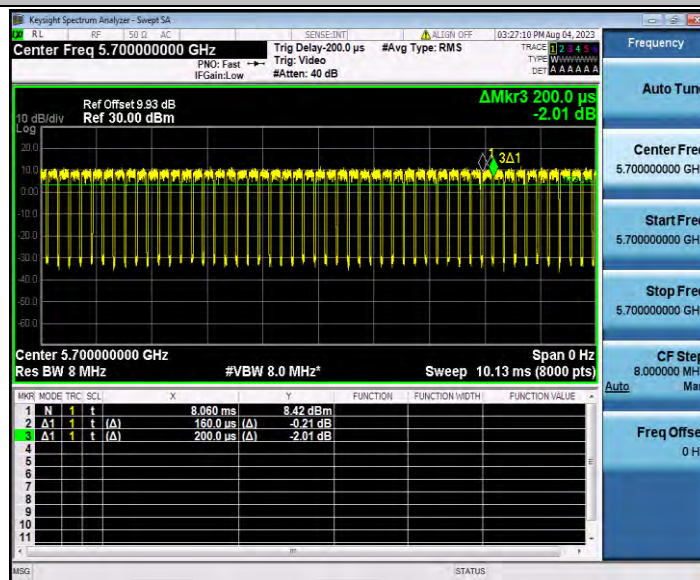 Keysight Spectrum Analyzer - Swept SA
RL RF 50 Ω AC SENSE:INT ALIGN OFF 03:27:10 PM Aug 04, 2023
Center Freq 5.700000000 GHz
PNO: Fast
IFGain:Low
Trig Delay-200.0 µs
Trig: Video
#Atten: 40 dB
#Avg Type: RMS
TRACE 1 2 3 4 5 6
TYPE WWWWWW
DET A A A A A A
Frequency
Auto Tune
Center Freq
5.700000000 GHz
Start Freq
5.700000000 GHz
Stop Freq
5.700000000 GHz
CF Step
8.000000 MHz
Auto Man
Freq Offset
0 Hz
ΔMkr3 200.0 µs
-2.01 dB
Ref Offset 9.93 dB
10 dB/div Ref 30.00 dBm
Log
20.0
10.0
0.00
-10.0
-20.0
-30.0
-40.0
-50.0
-60.0
1
3Δ1
Center 5.700000000 GHz Span 0 Hz
Res BW 8 MHz #VBW 8.0 MHz* Sweep 10.13 ms (8000 pts)
MKR MODE TRC SCL X Y FUNCTION FUNCTION WIDTH FUNCTION VALUE
1 N 1 t 8.060 ms 8.42 dBm
2 Δ1 1 t (Δ) 160.0 µs (Δ) -0.21 dB
3 Δ1 1 t (Δ) 200.0 µs (Δ) -2.01 dB
4
5
6
7
8
9
10
11
MSG STATUS